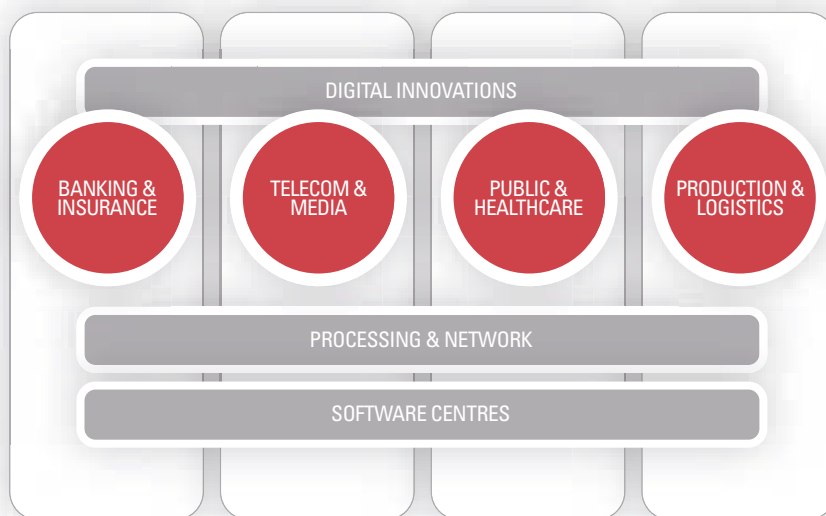 DIGITAL INNOVATIONS
BANKING &
INSURANCE
TELECOM &
MEDIA
PUBLIC &
HEALTHCARE
PRODUCTION &
LOGISTICS
PROCESSING & NETWORK
SOFTWARE CENTRES